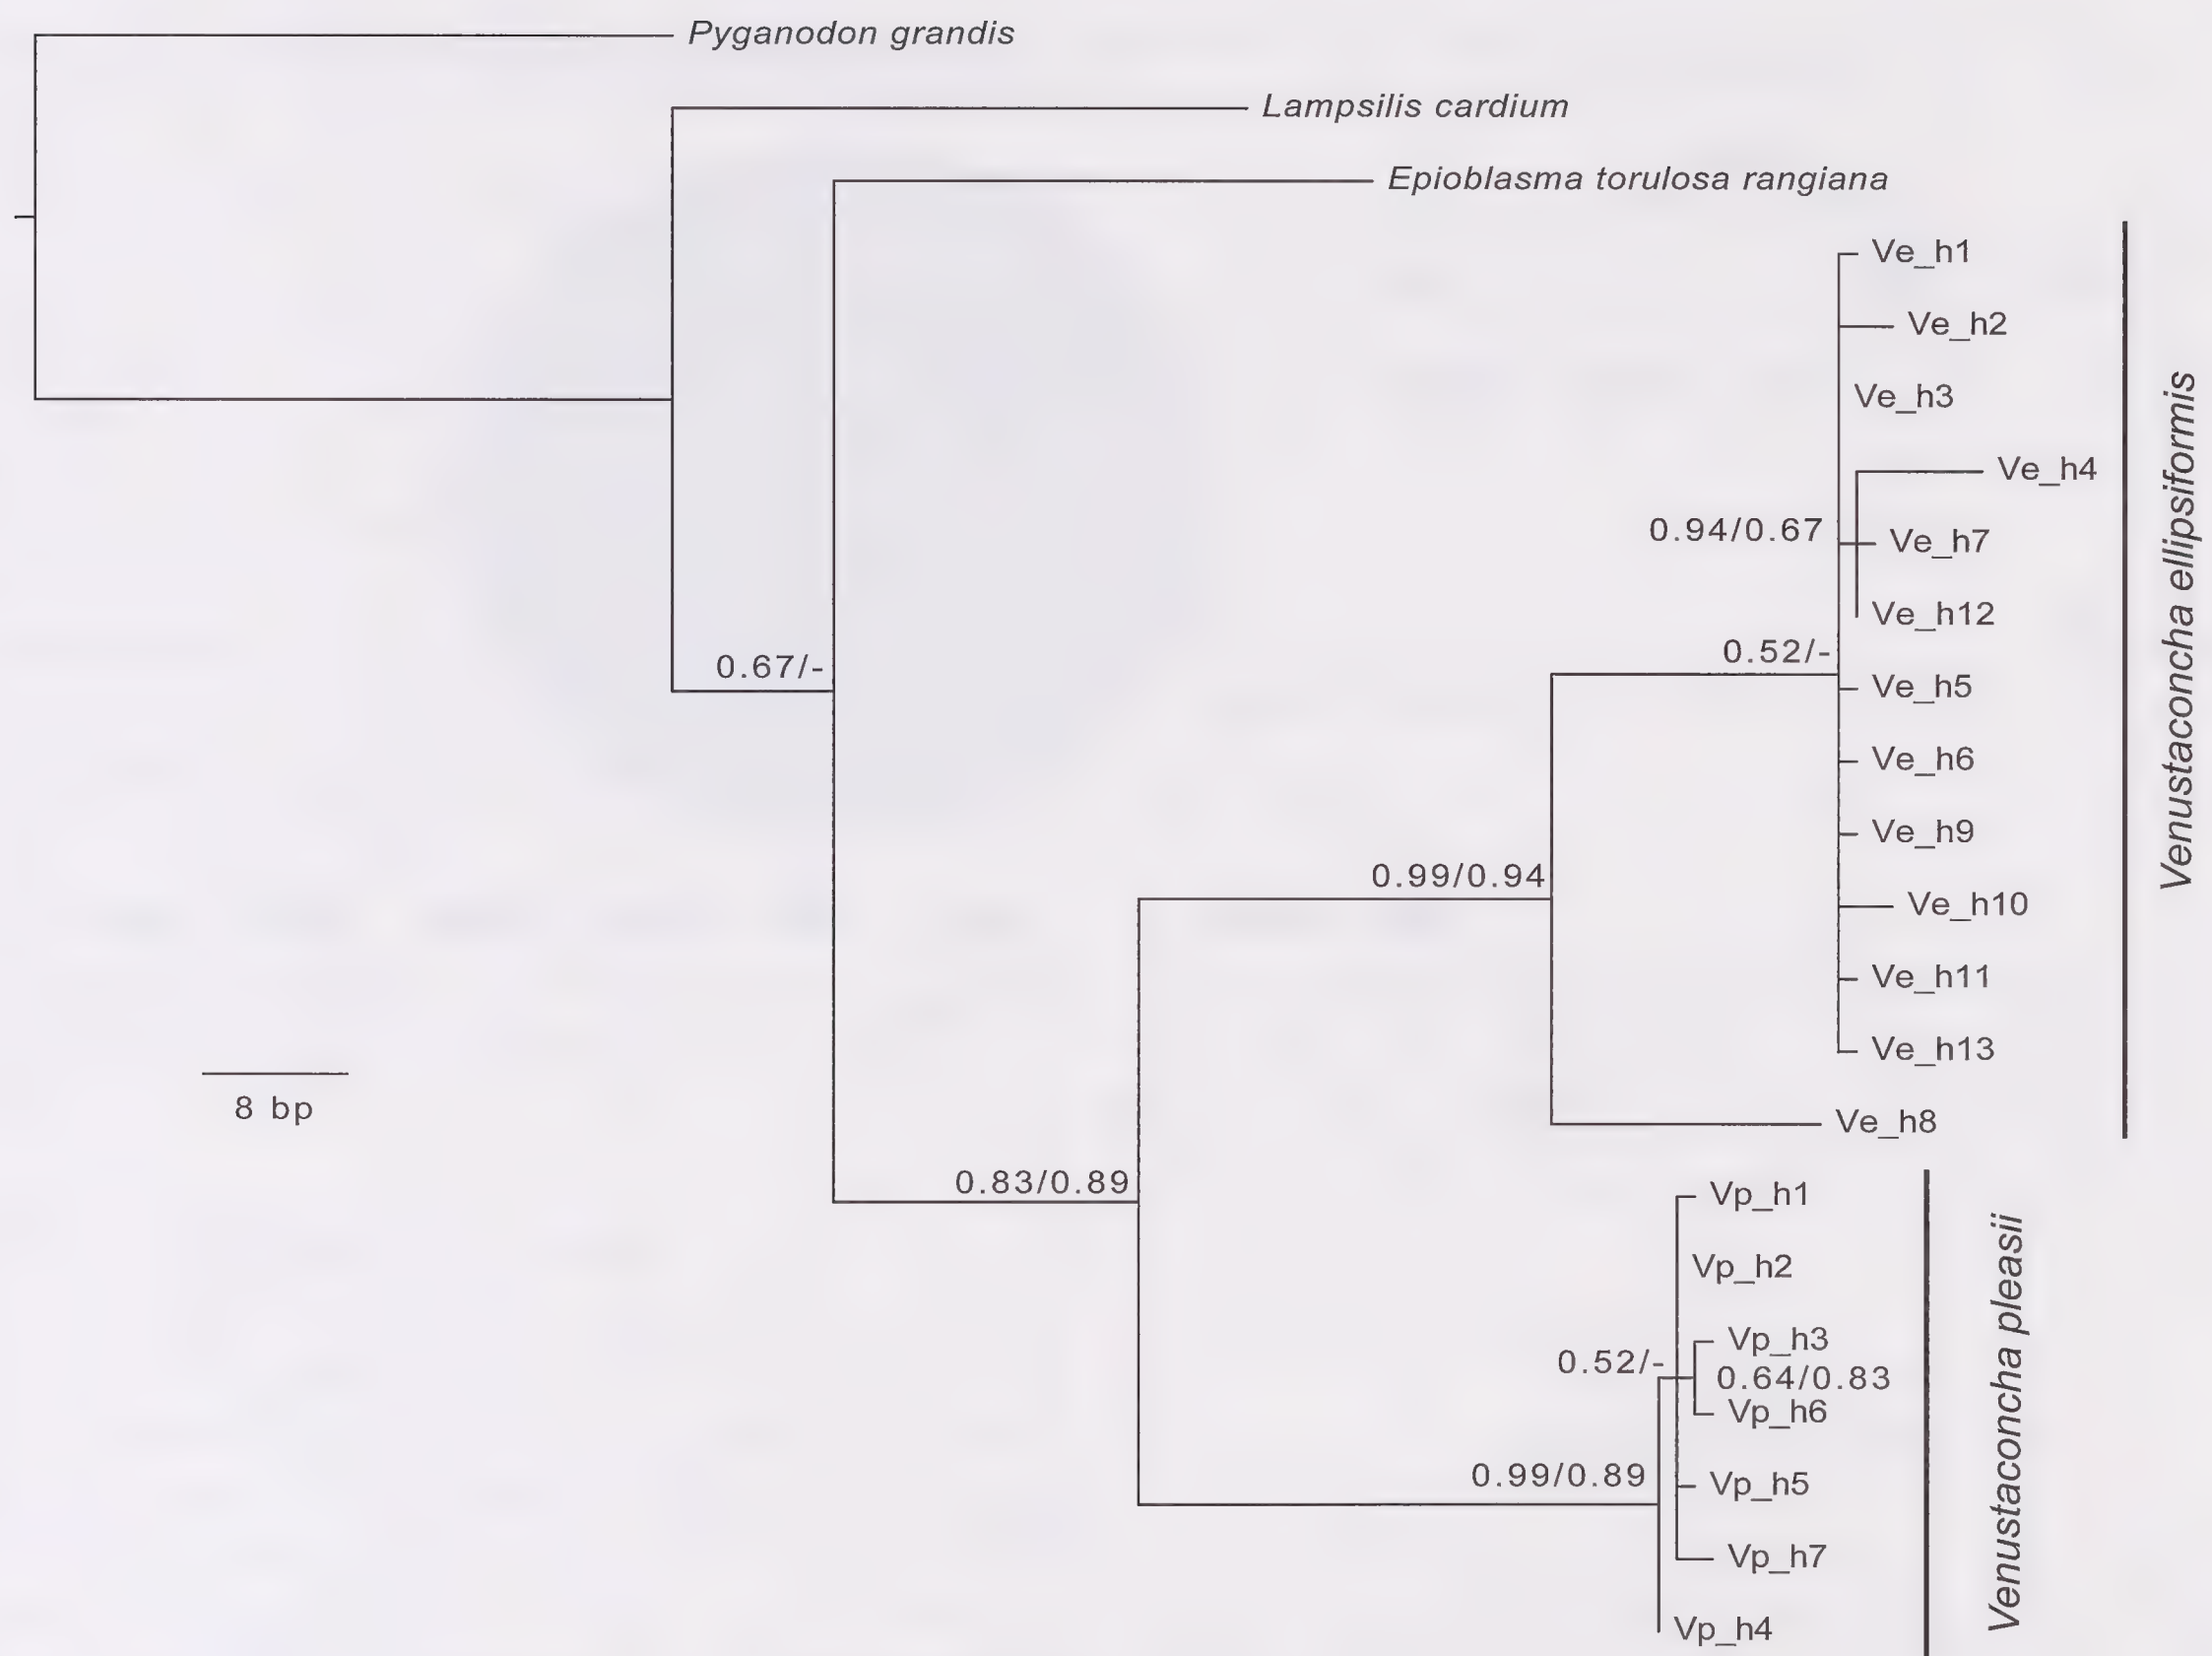 Pyganodon grandis
Lampsilis cardium
Epioblasma torulosa rangiana
Ve_h1
Ve_h2
Ve_h3
Ve_h4
0.94/0.67
Ve_h7
Ve_h12
0.52/-
0.67/-
Ve_h5
Ve_h6
Ve_h9
0.99/0.94
Ve_h10
Ve_h11
Ve_h13
8 bp
Ve_h8
Venustaconcha ellipsiformis
0.83/0.89
Vp_h1
Vp_h2
Vp_h3
0.52/-
0.64/0.83
Vp_h6
0.99/0.89
Vp_h5
Vp_h7
Vp_h4
Venustaconcha pleasii